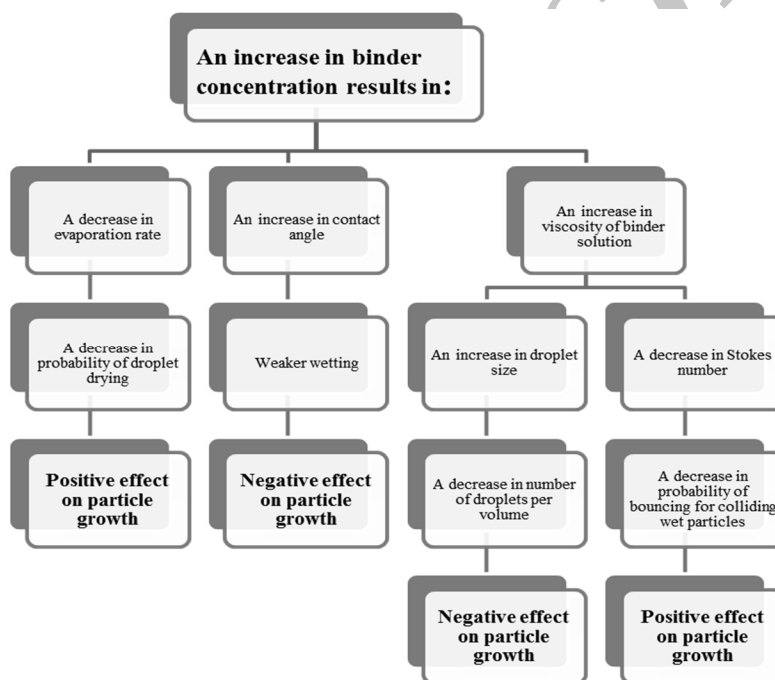 An increase in binder
concentration results in:
A decrease in
evaporation rate
An increase in contact
angle
An increase in
viscosity of binder
solution
A decrease in
probability of droplet
drying
Weaker wetting
An increase in droplet
size
A decrease in Stokes
number
Positive effect
on particle
growth
Negative effect
on particle
growth
A decrease in number
of droplets per
volume
A decrease in
probability of
bouncing for colliding
wet particles
Negative effect
on particle
growth
Positive effect
on particle
growth